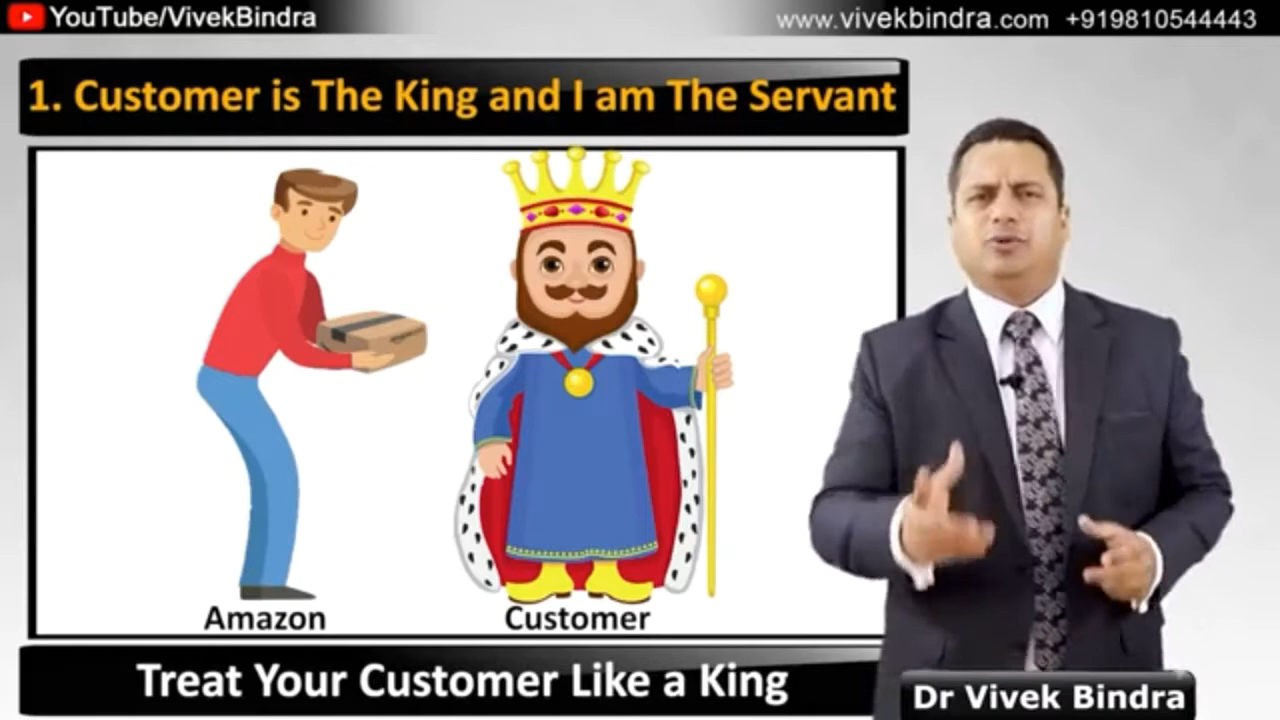 YouTube/VivekBindra
www.vivekbindra.com +919810544443
1. Customer is The King and I am The Servant
Amazon
Customer
Treat Your Customer Like a King
Dr Vivek Bindra